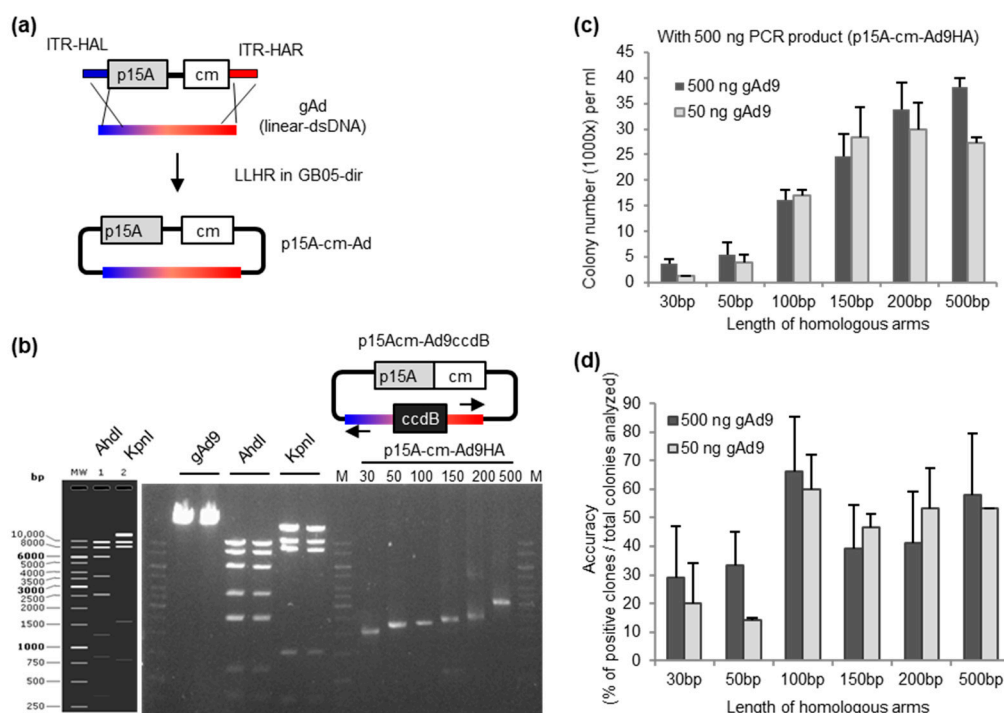 (a)
ITR-HAL
ITR-HAR
p15A
cm
gAd
(linear-dsDNA)
LLHR in GB05-dir
p15A
cm
p15A-cm-Ad
(b)
p15Acm-Ad9ccdB
p15A
cm
ccdB
AhdI
KpnI
gAd9
AhdI
KpnI
p15A-cm-Ad9HA
MW 1 2
M 30 50 100 150 200 500 M
bp
10,000
8000
6000
5000
4000
3500
3000
2500
2000
1500
1000
750
500
250
(c)
With 500 ng PCR product (p15A-cm-Ad9HA)
500 ng gAd9
50 ng gAd9
Colony number (1000x) per ml
45
40
35
30
25
20
15
10
5
0
30bp 50bp 100bp 150bp 200bp 500bp
Length of homologous arms
(d)
500 ng gAd9
50 ng gAd9
Accuracy
(% of positive clones / total colonies analyzed)
90
80
70
60
50
40
30
20
10
0
30bp 50bp 100bp 150bp 200bp 500bp
Length of homologous arms